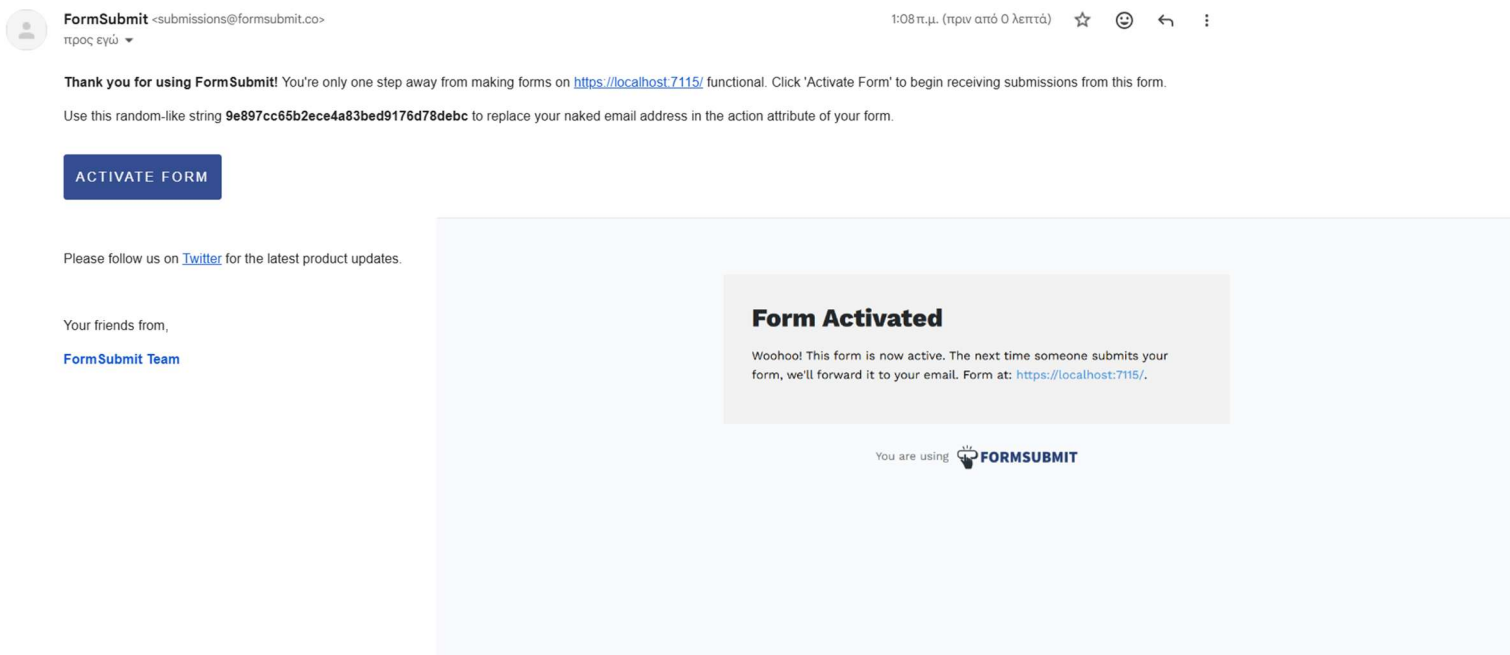 FormSubmit <submissions@formsubmit.co>
1:08 π.μ. (πριν από 0 λεπτά)
προς εγώ
Thank you for using FormSubmit! You're only one step away from making forms on https://localhost:7115/ functional. Click 'Activate Form' to begin receiving submissions from this form.
Use this random-like string 9e897cc65b2ece4a83bed9176d78debc to replace your naked email address in the action attribute of your form.
ACTIVATE FORM
Please follow us on Twitter for the latest product updates.
Your friends from,
FormSubmit Team
Form Activated
Woohoo! This form is now active. The next time someone submits your
form, we'll forward it to your email. Form at: https://localhost:7115/.
You are using FORMSUBMIT